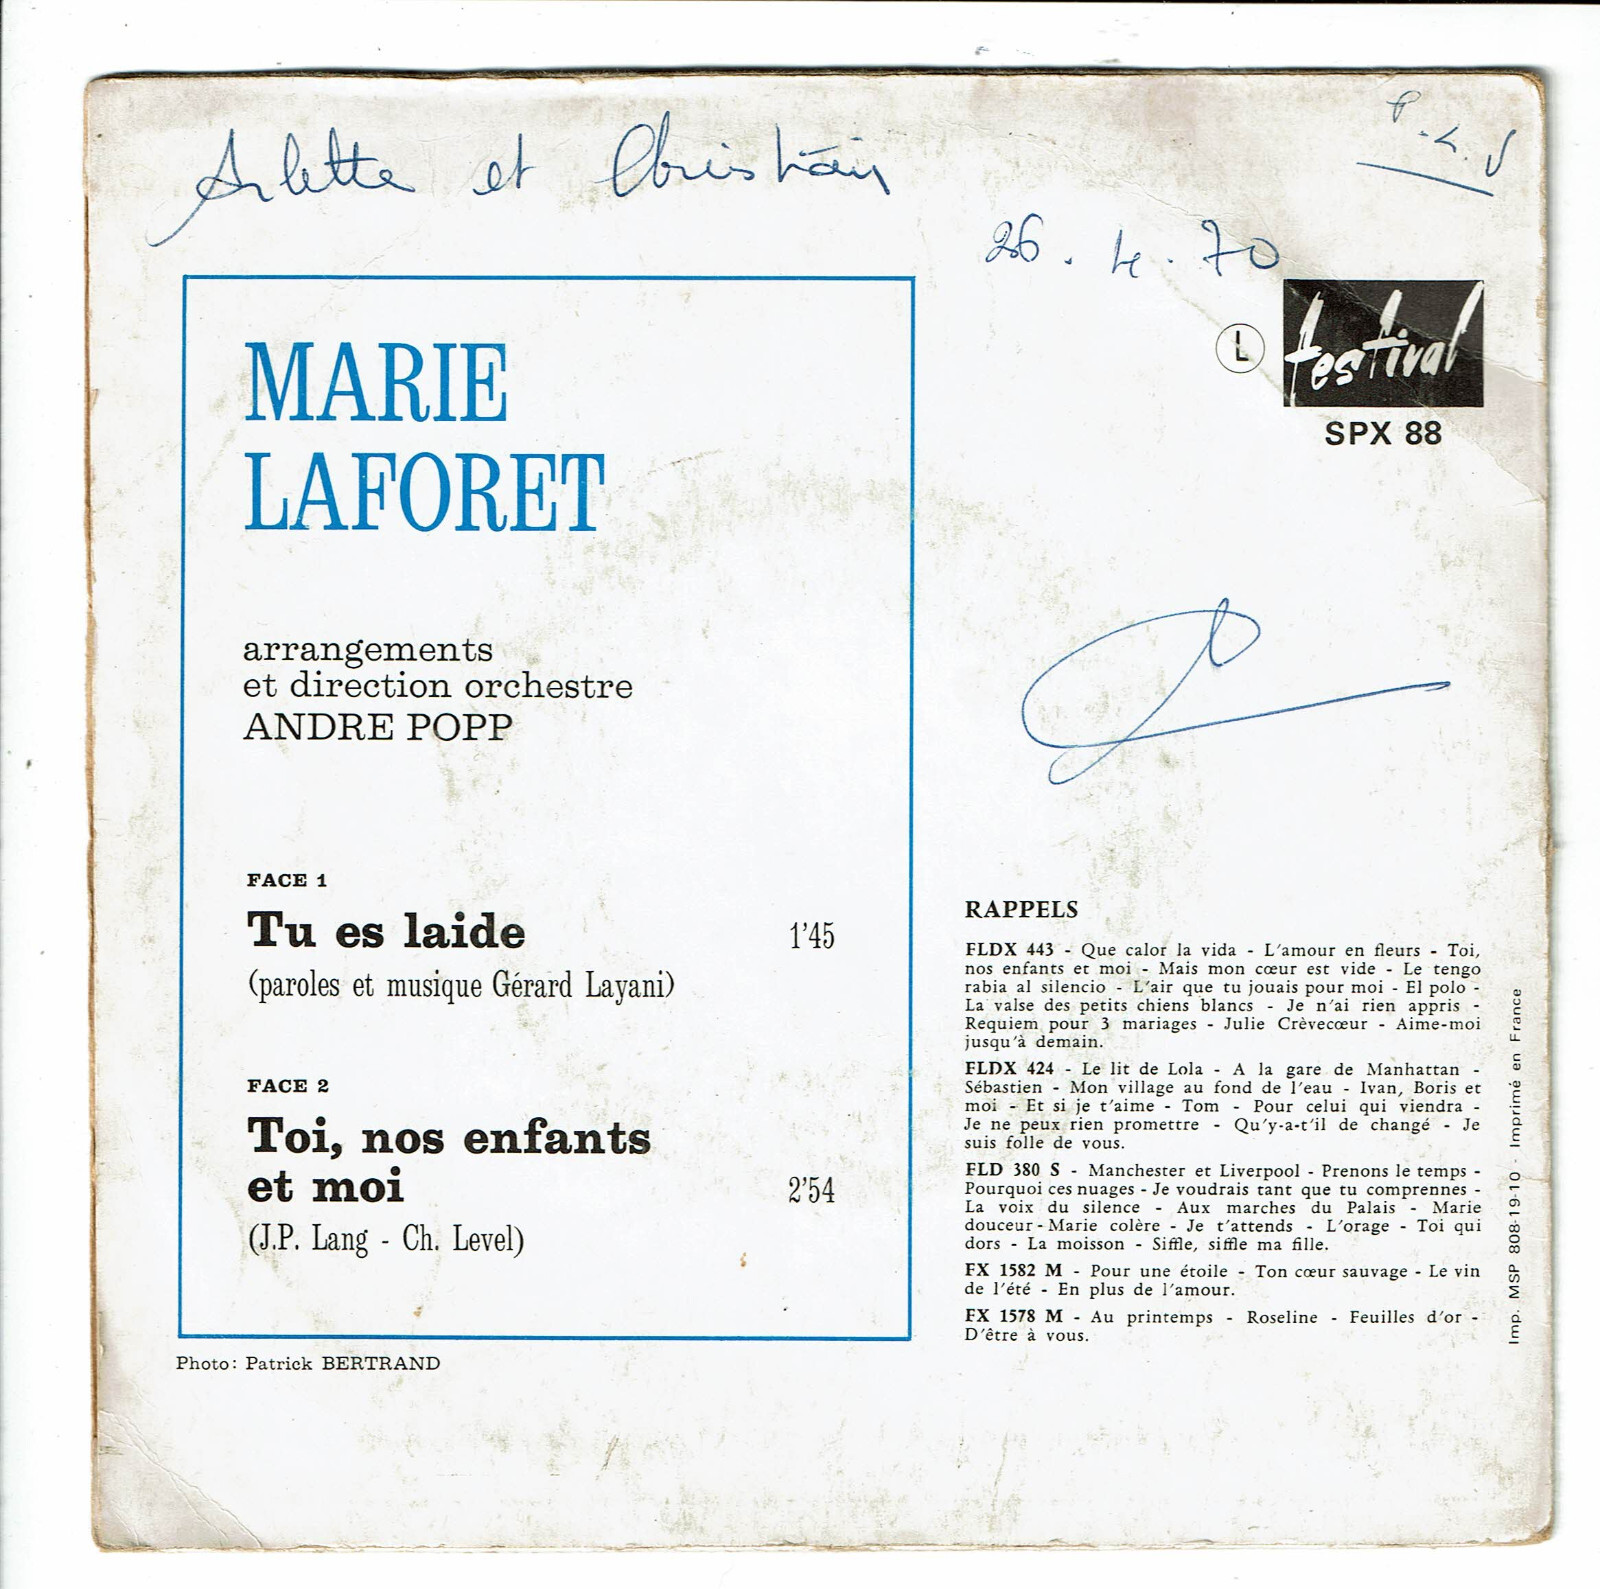 Arlette et Christian
P.L.V
26.4.70
MARIE
LAFORET
arrangements
et direction orchestre
ANDRE POPP
FACE 1
Tu es laide 1'45
(paroles et musique Gérard Layani)
FACE 2
Toi, nos enfants
et moi 2'54
(J.P. Lang - Ch. Level)
Photo: Patrick BERTRAND
L
festival
SPX 88
RAPPELS
FLDX 443 - Que calor la vida - L'amour en fleurs - Toi,
nos enfants et moi - Mais mon cœur est vide - Le tengo
rabia al silencio - L'air que tu jouais pour moi - El polo -
La valse des petits chiens blancs - Je n'ai rien appris -
Requiem pour 3 mariages - Julie Crèvecœur - Aime-moi
jusqu'à demain.
FLDX 424 - Le lit de Lola - A la gare de Manhattan -
Sébastien - Mon village au fond de l'eau - Ivan, Boris et
moi - Et si je t'aime - Tom - Pour celui qui viendra -
Je ne peux rien promettre - Qu'y-a-t'il de changé - Je
suis folle de vous.
FLD 380 S - Manchester et Liverpool - Prenons le temps -
Pourquoi ces nuages - Je voudrais tant que tu comprennes -
La voix du silence - Aux marches du Palais - Marie
douceur - Marie colère - Je t'attends - L'orage - Toi qui
dors - La moisson - Siffle, siffle ma fille.
FX 1582 M - Pour une étoile - Ton cœur sauvage - Le vin
de l'été - En plus de l'amour.
FX 1578 M - Au printemps - Roseline - Feuilles d'or -
D'être à vous.
Imp. MSP 808-19-10 - Imprimé en France